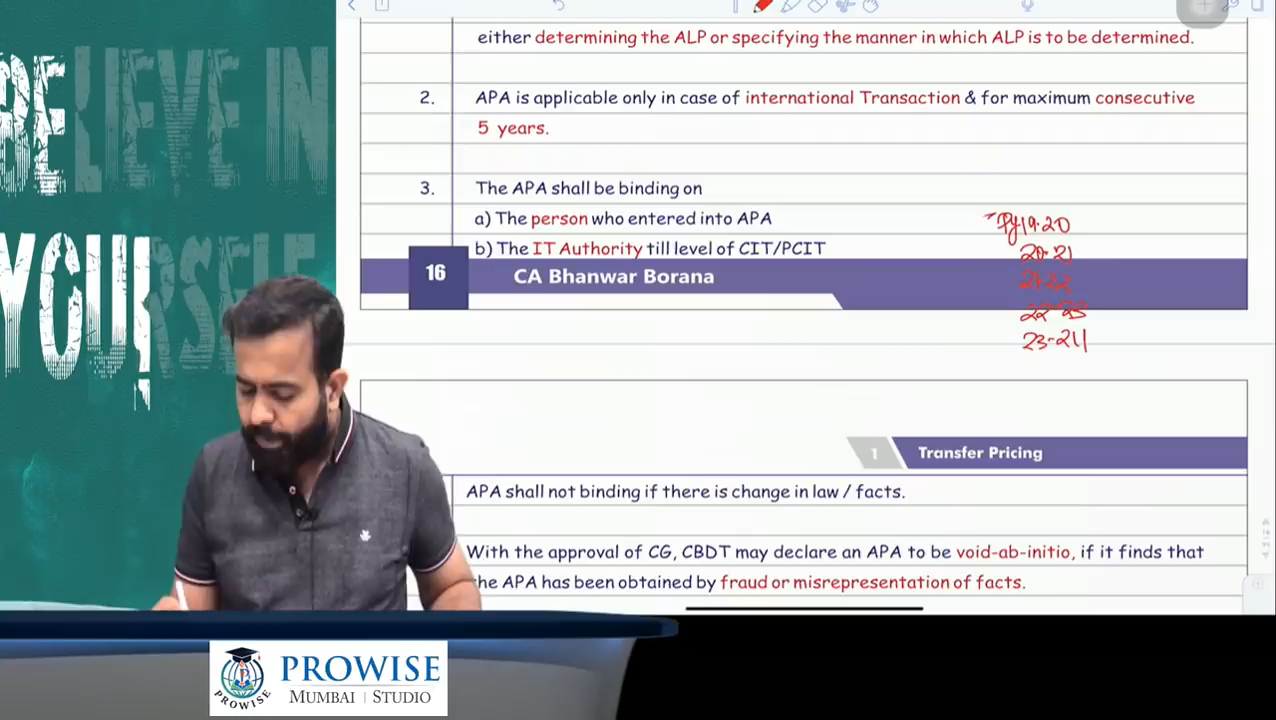 BELIEVE IN
YOURSELF
either determining the ALP or specifying the manner in which ALP is to be determined.
2. APA is applicable only in case of international Transaction & for maximum consecutive
5 years.
3. The APA shall be binding on
a) The person who entered into APA
b) The IT Authority till level of CIT/PCIT
Py 19-20
20-21
21-22
22-23
23-24
16 CA Bhanwar Borana
1 Transfer Pricing
APA shall not binding if there is change in law / facts.
With the approval of CG, CBDT may declare an APA to be void-ab-initio, if it finds that
the APA has been obtained by fraud or misrepresentation of facts.
PROWISE
PROWISE
MUMBAI | STUDIO